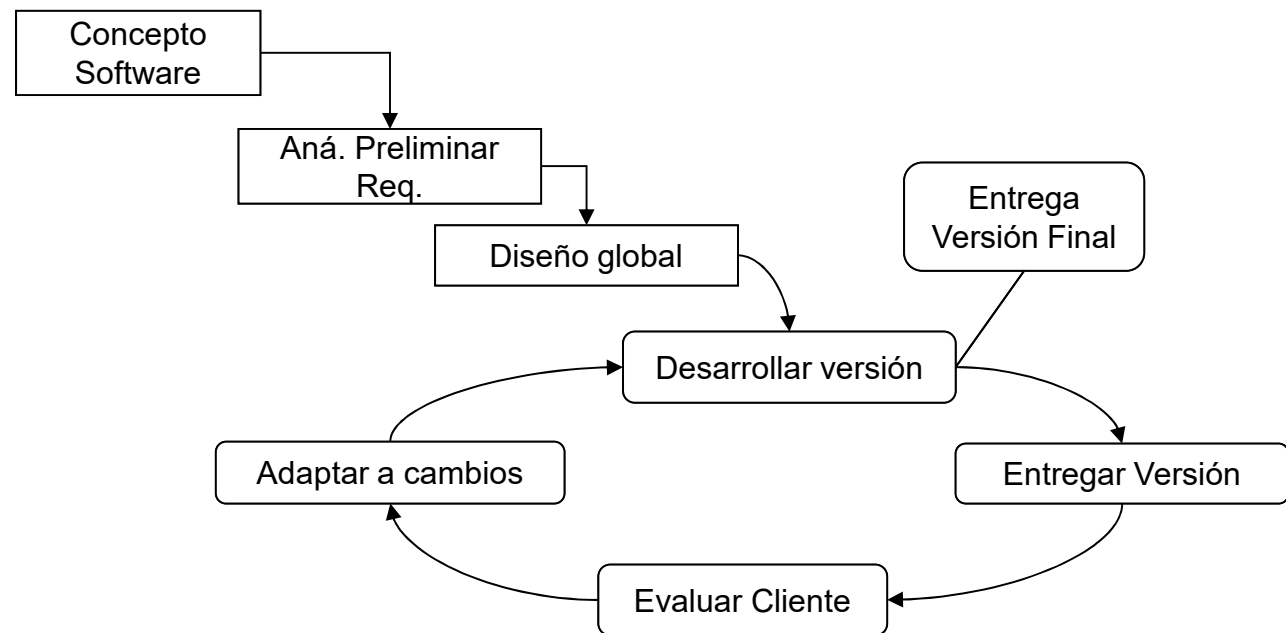 Concepto
Software
Aná. Preliminar
Req.
Diseño global
Entrega
Versión Final
Desarrollar versión
Adaptar a cambios
Entregar Versión
Evaluar Cliente